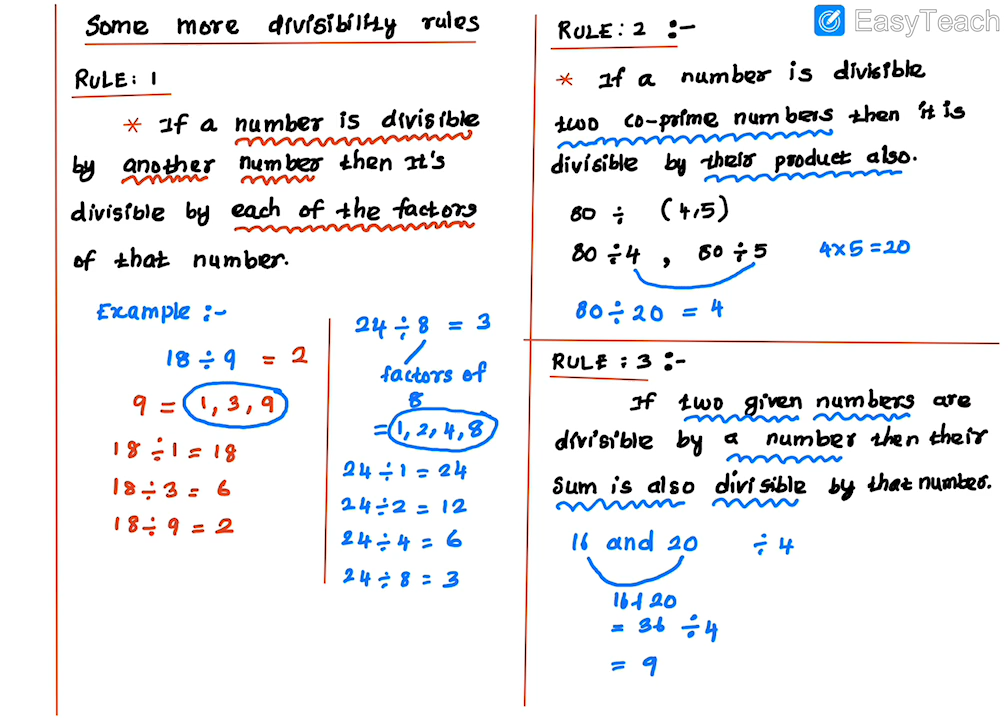 Some more divisibility rules
RULE: 1
* If a number is divisible
by another number then It's
divisible by each of the factors
of that number.
Example :-
18 ÷ 9 = 2
9 = 1, 3, 9
18 ÷ 1 = 18
18 ÷ 3 = 6
18 ÷ 9 = 2
24 ÷ 8 = 3
factors of
8
= 1, 2, 4, 8
24 ÷ 1 = 24
24 ÷ 2 = 12
24 ÷ 4 = 6
24 ÷ 8 = 3
EasyTeach
RULE: 2 :-
* If a number is divisible
two co-prime numbers then it is
divisible by their product also.
80 ÷ (4,5)
80 ÷ 4 , 80 ÷ 5 4 x 5 = 20
80 ÷ 20 = 4
RULE : 3 :-
If two given numbers are
divisible by a number then their
Sum is also divisible by that number.
16 and 20 ÷ 4
16+20
= 36 ÷ 4
= 9